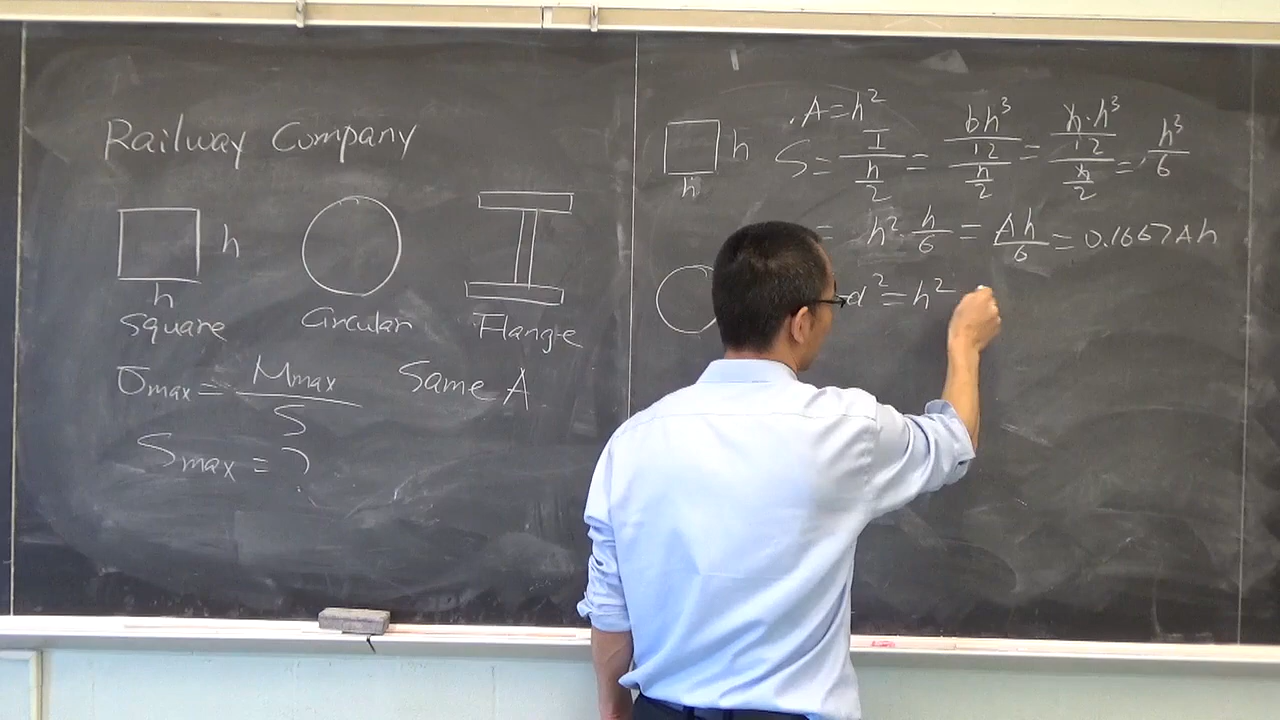 Railway Company
h
h
square
Circular
Flange
σmax = Mmax / S
Same A
Smax = ?
h
h
A = h²
S = I / (h/2) = (bh³/12) / (h/2) = (h·h³/12) / (h/2) = h³/6
= h² · h/6 = Ah/6 = 0.1667Ah
d² = h²